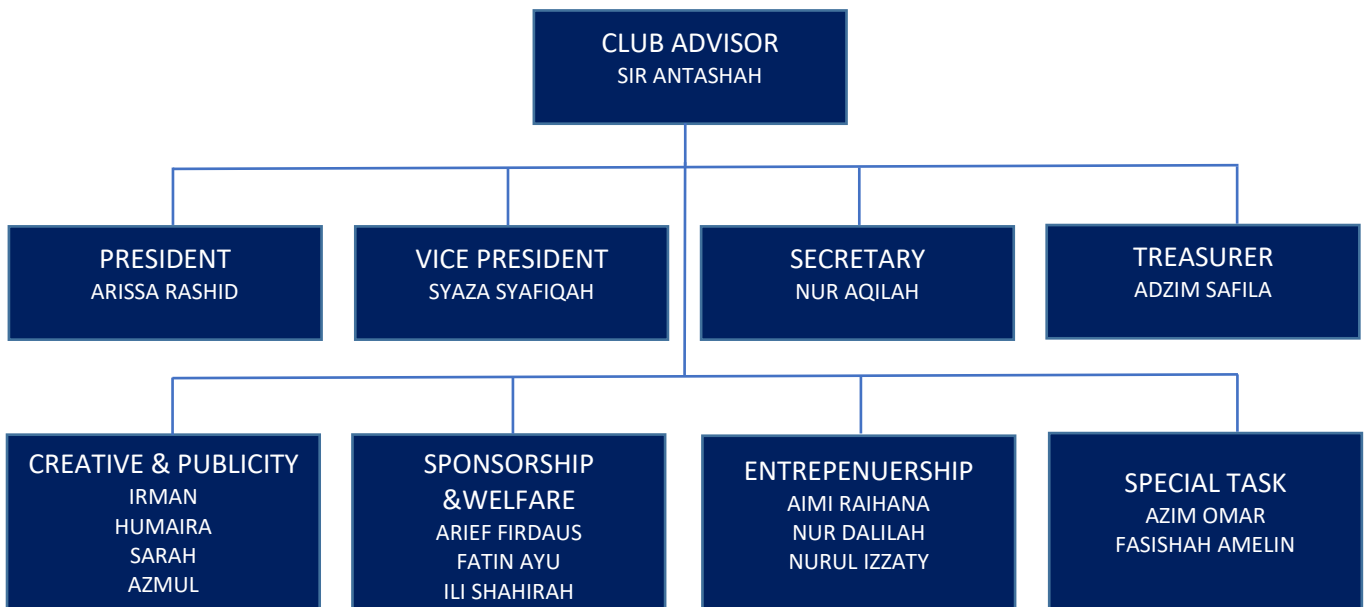 CLUB ADVISOR
SIR ANTASHAH
PRESIDENT
ARISSA RASHID
VICE PRESIDENT
SYAZA SYAFIQAH
SECRETARY
NUR AQILAH
TREASURER
ADZIM SAFILA
CREATIVE & PUBLICITY
IRMAN
HUMAIRA
SARAH
AZMUL
SPONSORSHIP
&WELFARE
ARIEF FIRDAUS
FATIN AYU
ILI SHAHIRAH
ENTREPENUERSHIP
AIMI RAIHANA
NUR DALILAH
NURUL IZZATY
SPECIAL TASK
AZIM OMAR
FASISHAH AMELIN